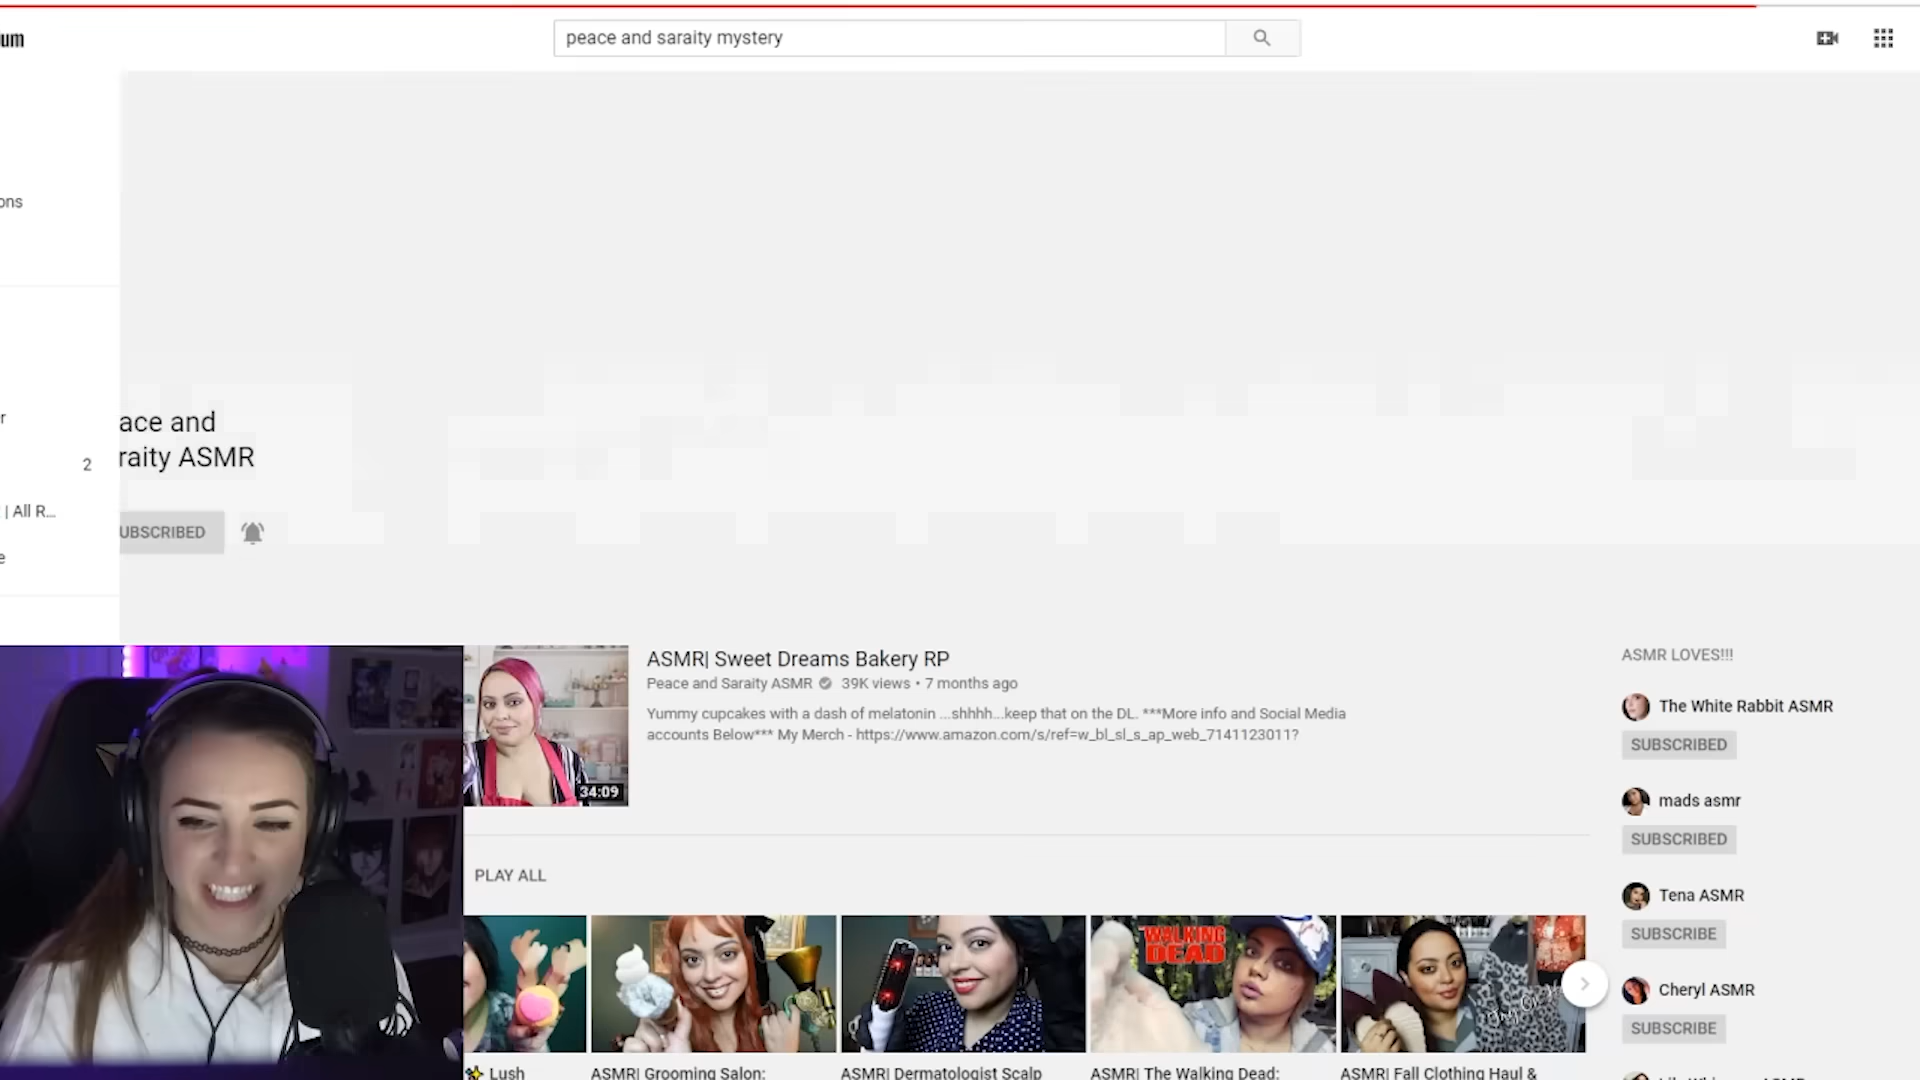 um
peace and saraity mystery
ons
r
ace and
raity ASMR
2
| All R...
UBSCRIBED
e
ASMR| Sweet Dreams Bakery RP
Peace and Saraity ASMR 39K views • 7 months ago
Yummy cupcakes with a dash of melatonin ...shhhh...keep that on the DL. ***More info and Social Media
accounts Below*** My Merch - https://www.amazon.com/s/ref=w_bl_sl_s_ap_web_7141123011?
34:09
ASMR LOVES!!!
The White Rabbit ASMR
SUBSCRIBED
mads asmr
SUBSCRIBED
Tena ASMR
SUBSCRIBE
Cheryl ASMR
SUBSCRIBE
PLAY ALL
WALKING
DEAD
Lush
ASMR| Grooming Salon:
ASMR| Dermatologist Scalp
ASMR| The Walking Dead:
ASMR| Fall Clothing Haul &